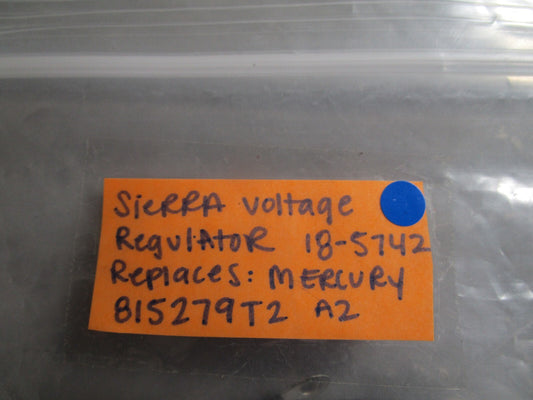 SieRRA voltage
RegulAtoR 18-5742
Replaces: MERCURY
815279T2 A2